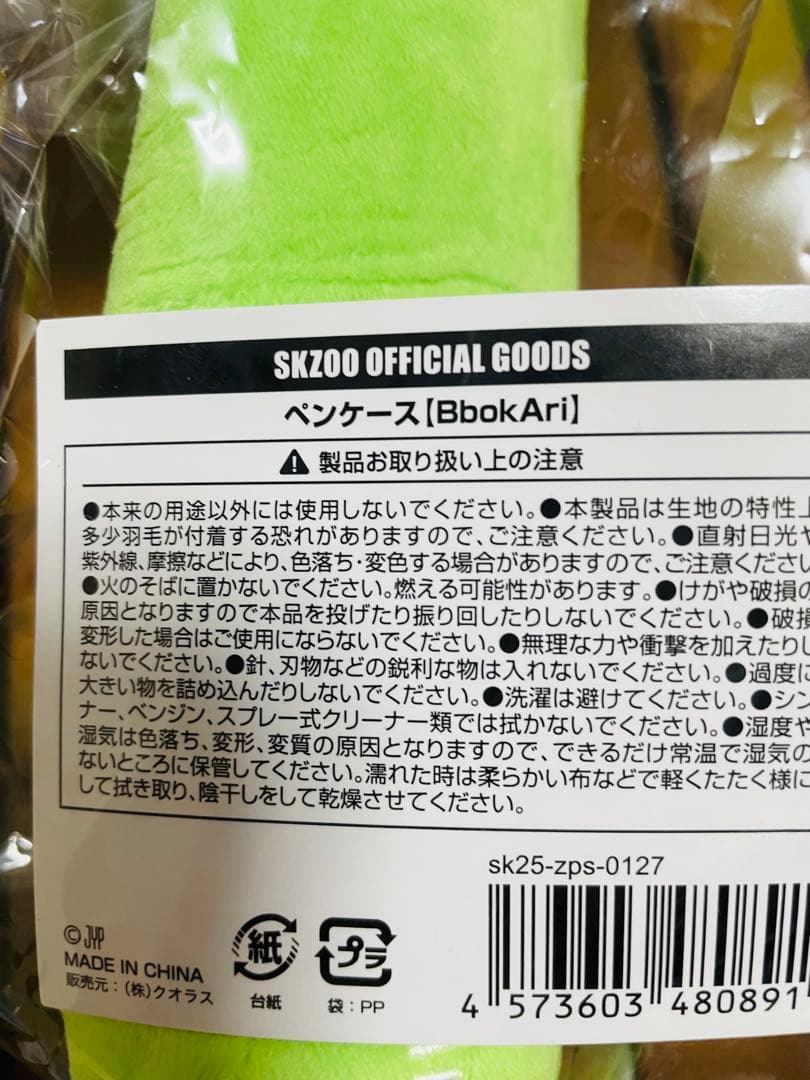 SKZOO OFFICIAL GOODS
ペンケース【BbokAri】
製品お取り扱い上の注意
●本来の用途以外には使用しないでください。●本製品は生地の特性上
多少羽毛が付着する恐れがありますので、ご注意ください。●直射日光や
紫外線、摩擦などにより、色落ち・変色する場合がありますので、ご注意ください
●火のそばに置かないでください。燃える可能性があります。●けがや破損の
原因となりますので本品を投げたり振り回したりしないでください。●破損
変形した場合はご使用にならないでください。●無理な力や衝撃を加えたりし
ないでください。●針、刃物などの鋭利な物は入れないでください。●過度に
大きい物を詰め込んだりしないでください。●洗濯は避けてください。●シン
ナー、ベンジン、スプレー式クリーナー類では拭かないでください。●湿度や
湿気は色落ち、変形、変質の原因となりますので、できるだけ常温で湿気の
ないところに保管してください。濡れた時は柔らかい布などで軽くたたく様に
して拭き取り、陰干しをして乾燥させてください。
sk25-zps-0127
©JYP
MADE IN CHINA
販売元：(株)クオラス
紙
台紙
プラ
袋：PP
4 573603 480891